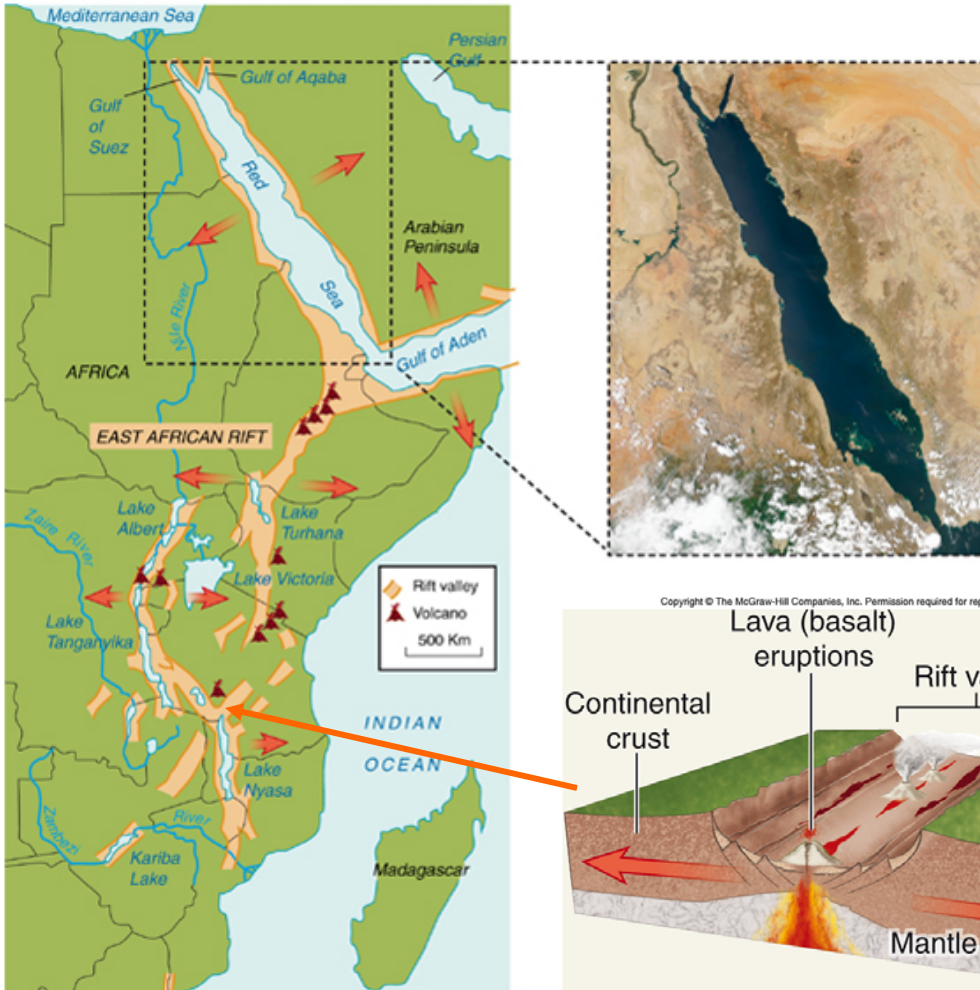 Mediterranean Sea
Persian
Gulf
Gulf of Aqaba
Gulf
of
Suez
Red
Sea
Arabian
Peninsula
Nile River
Gulf of Aden
AFRICA
EAST AFRICAN RIFT
Lake
Albert
Lake
Turhana
Zaire River
Lake Victoria
Rift valley
Volcano
500 Km
Lake
Tanganyika
INDIAN
OCEAN
Lake
Nyasa
Zambezi
River
Kariba
Lake
Madagascar
Copyright © The McGraw-Hill Companies, Inc. Permission required for
Lava (basalt)
eruptions
Rift
Continental
crust
Mantle